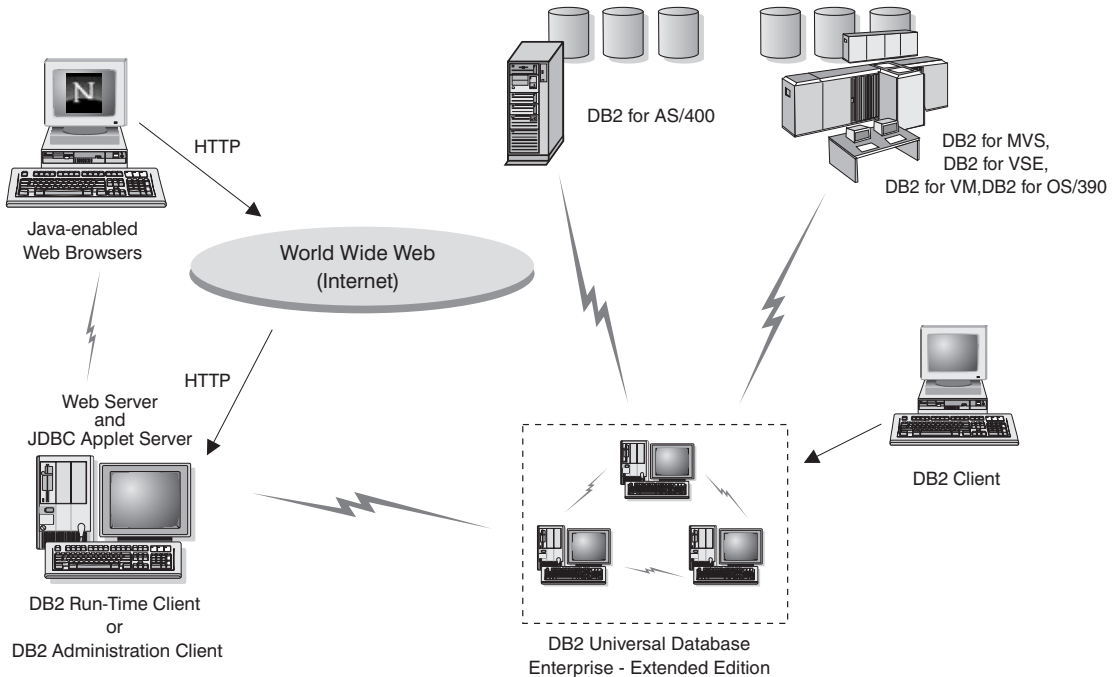 DB2 for AS/400
DB2 for MVS,
DB2 for VSE,
DB2 for VM,DB2 for OS/390
N
HTTP
Java-enabled
Web Browsers
World Wide Web
(Internet)
HTTP
Web Server
and
JDBC Applet Server
DB2 Client
DB2 Run-Time Client
or
DB2 Administration Client
DB2 Universal Database
Enterprise - Extended Edition